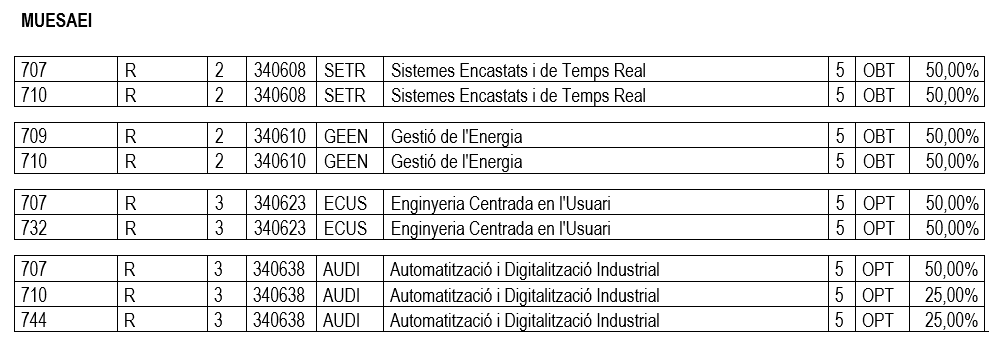 MUESAEI
707 R 2 340608 SETR Sistemes Encastats i de Temps Real 5 OBT 50,00%
710 R 2 340608 SETR Sistemes Encastats i de Temps Real 5 OBT 50,00%
709 R 2 340610 GEEN Gestió de l'Energia 5 OBT 50,00%
710 R 2 340610 GEEN Gestió de l'Energia 5 OBT 50,00%
707 R 3 340623 ECUS Enginyeria Centrada en l'Usuari 5 OPT 50,00%
732 R 3 340623 ECUS Enginyeria Centrada en l'Usuari 5 OPT 50,00%
707 R 3 340638 AUDI Automatització i Digitalització Industrial 5 OPT 50,00%
710 R 3 340638 AUDI Automatització i Digitalització Industrial 5 OPT 25,00%
744 R 3 340638 AUDI Automatització i Digitalització Industrial 5 OPT 25,00%